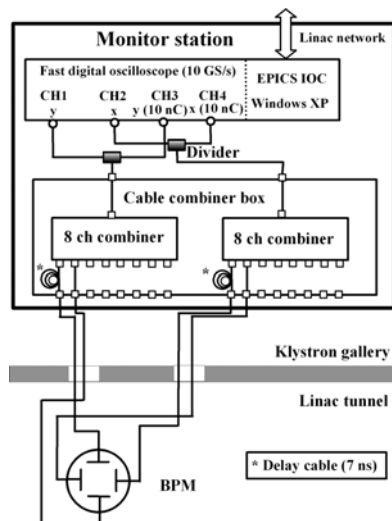 Monitor station
Linac network
Fast digital oscilloscope (10 GS/s)
CH1 CH2 CH3 CH4
y x y (10 nC) x (10 nC)
EPICS IOC
Windows XP
Divider
Cable combiner box
8 ch combiner
8 ch combiner
*
*
Klystron gallery
Linac tunnel
BPM
* Delay cable (7 ns)